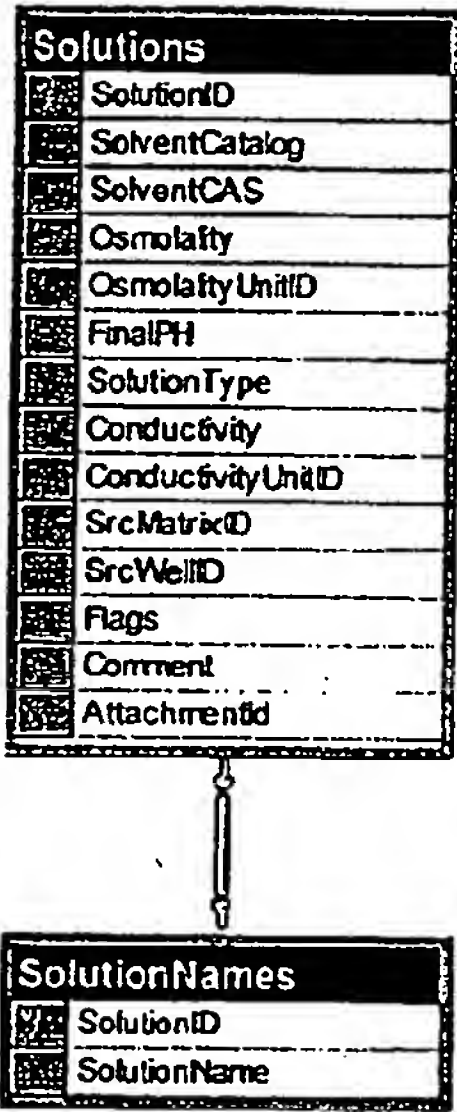 Solutions
SolutionID
SolventCatalog
SolventCAS
Osmolality
OsmolalityUnitID
FinalPH
SolutionType
Conductivity
ConductivityUnitID
SrcMatrixID
SrcWellID
Flags
Comment
AttachmentId
SolutionNames
SolutionID
SolutionName